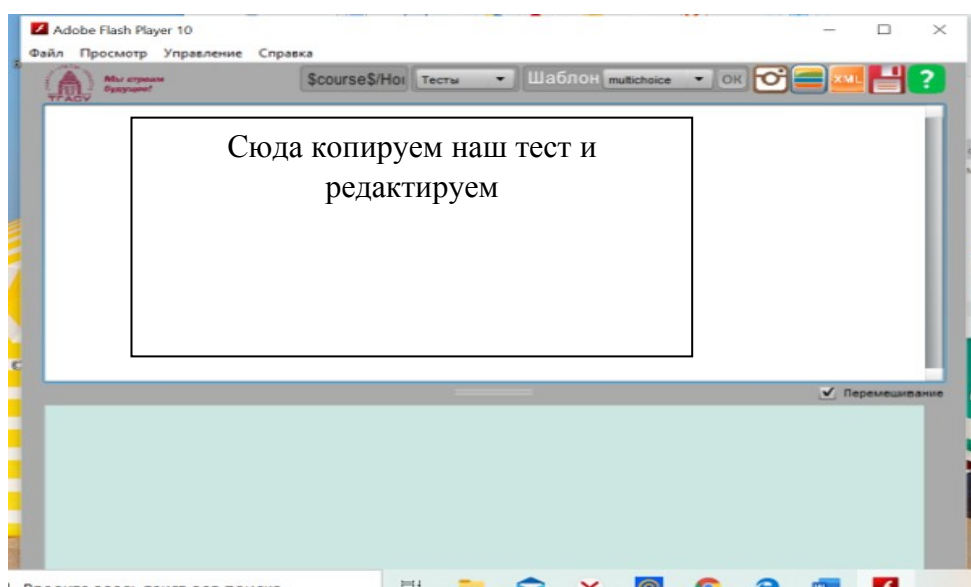 Adobe Flash Player 10
Файл Просмотр Управление Справка
ТГАСУ
Мы строим
будущее!
$course$/Ho
Тесты
Шаблон
multichoice
OK
XML
?
Сюда копируем наш тест и
редактируем
Перемешивание